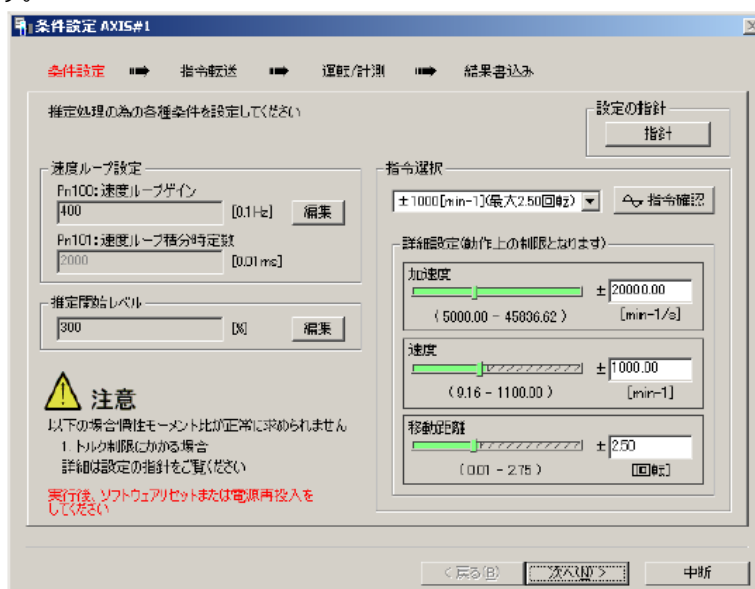 す。
条件設定 AXIS#1
条件設定 ➡ 指令転送 ➡ 運転/計測 ➡ 結果書込み
推定処理の為の各種条件を設定してください
設定の指針
指針
速度ループ設定
Pn100:速度ループゲイン
400 [0.1Hz] 編集
Pn101:速度ループ積分時定数
2000 [0.01ms]
推定開始レベル
300 [%] 編集
注意
以下の場合慣性モーメント比が正常に求められません
1. トルク制限にかかる場合
詳細は設定の指針をご覧ください
実行後、ソフトウェアリセットまたは電源再投入を
してください
指令選択
±1000[min-1](最大2.50回転) 指令確認
詳細設定(動作上の制限となります)
加速度
±20000.00
(5000.00 - 45836.62) [min-1/s]
速度
±1000.00
(9.16 - 1100.00) [min-1]
移動距離
±2.50
(0.01 - 2.75) [回転]
< 戻る(B) 次へ(N) > 中断